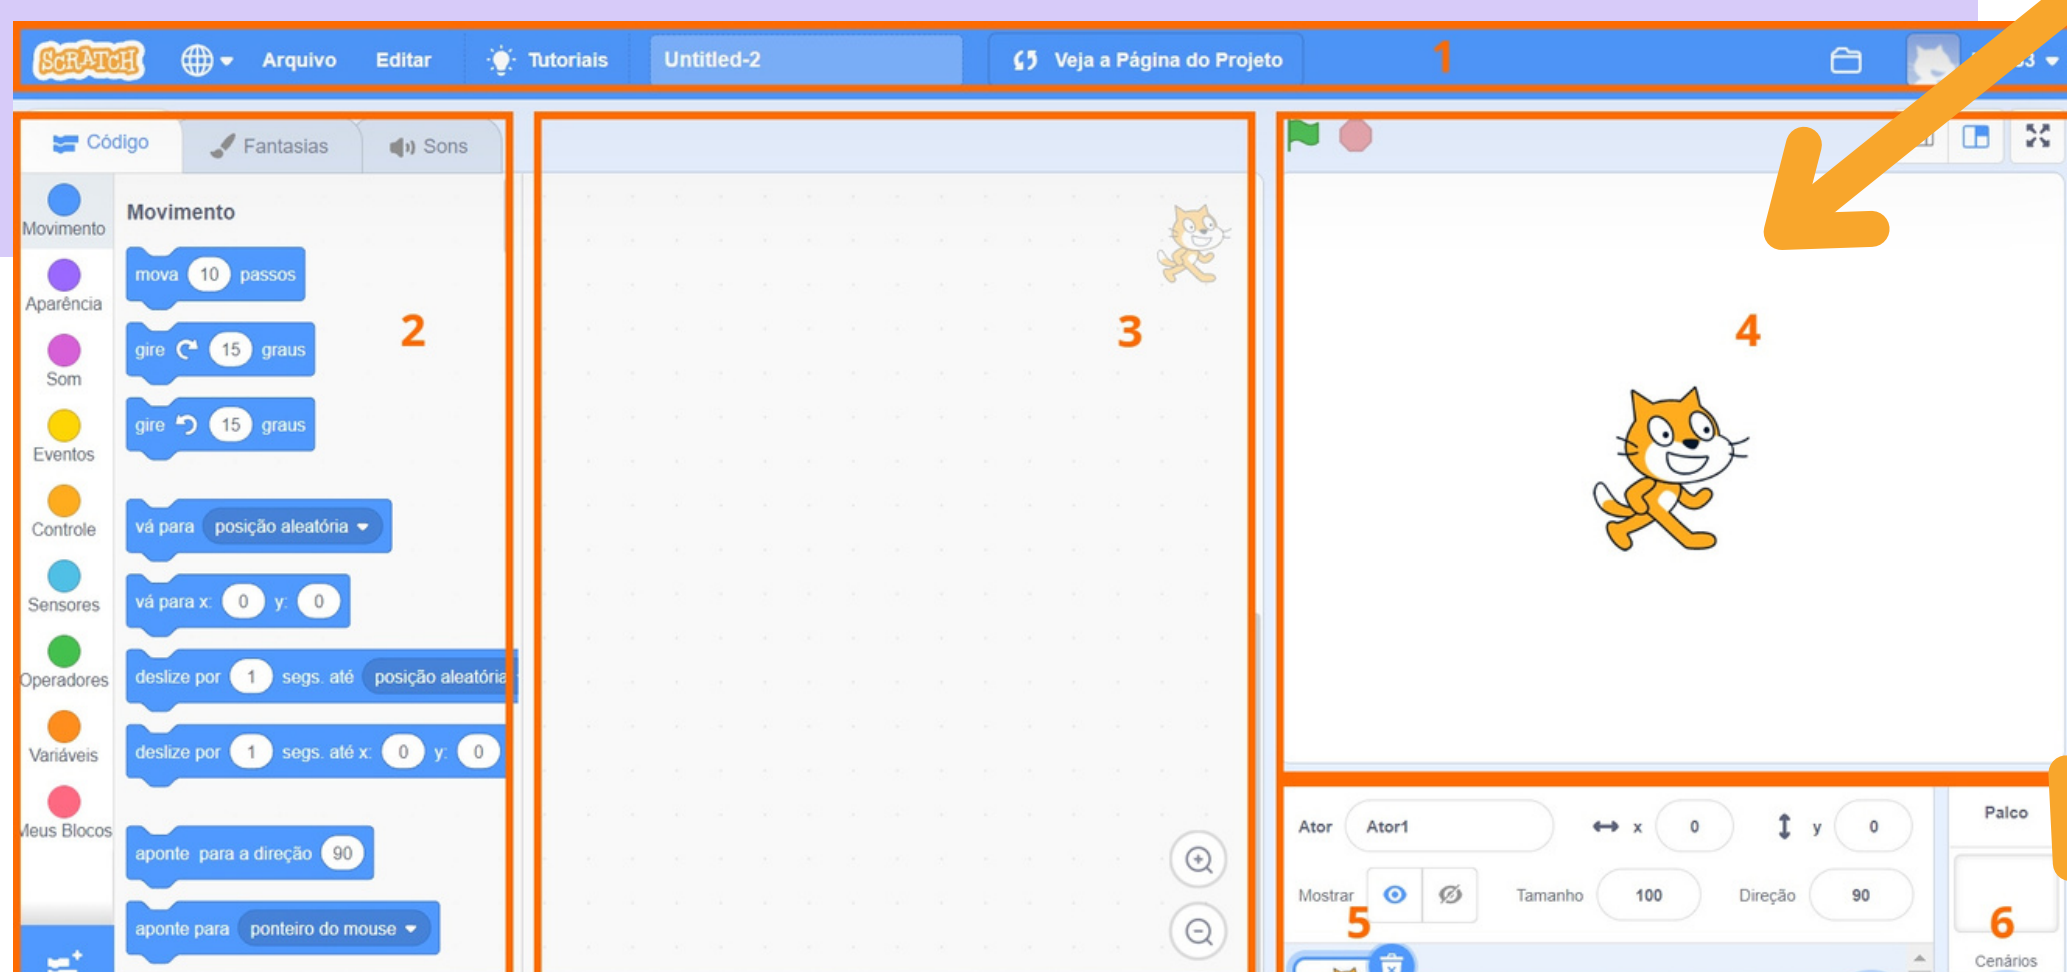 SCRATCH
Arquivo
Editar
Tutoriais
Untitled-2
Veja a Página do Projeto
1
Código
Fantasias
Sons
Movimento
Aparência
Som
Eventos
Controle
Sensores
Operadores
Variáveis
Meus Blocos
Movimento
mova 10 passos
gire 15 graus
gire 15 graus
vá para posição aleatória
vá para x: 0 y: 0
deslize por 1 segs. até posição aleatória
deslize por 1 segs. até x: 0 y: 0
aponte para a direção 90
aponte para ponteiro do mouse
2
3
4
Ator Ator1 x 0 y 0
Mostrar Tamanho 100 Direção 90
5
Palco
6
Cenários